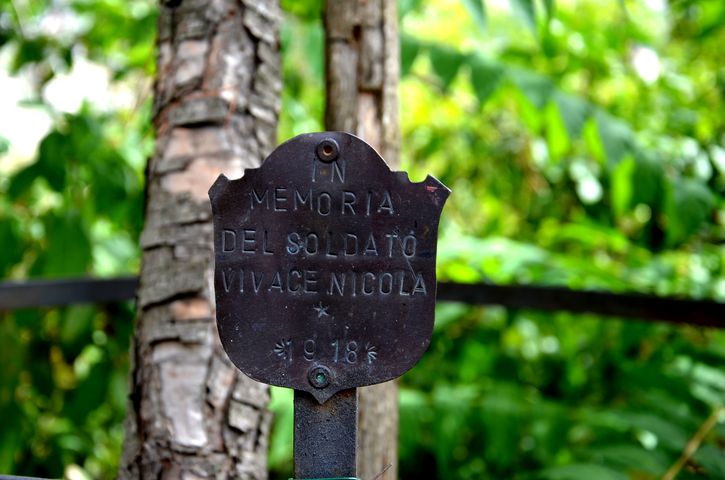 IN
MEMORIA
DEL SOLDATO
VIVACE NICOLA
1918